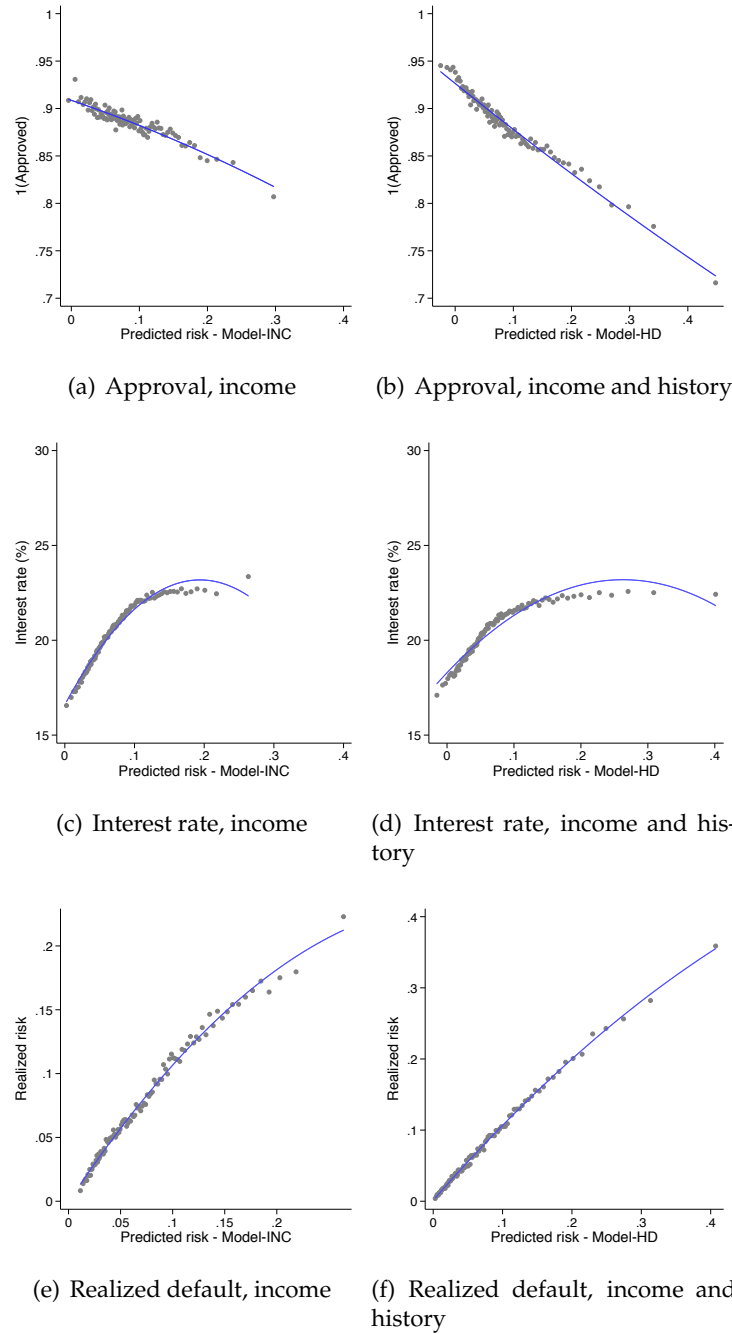 1
.95
.9
.85
.8
.75
.7
1(Approved)
0 .1 .2 .3 .4
Predicted risk - Model-INC
1
.95
.9
.85
.8
.75
.7
1(Approved)
0 .1 .2 .3 .4
Predicted risk - Model-HD
(a) Approval, income
(b) Approval, income and history
30
25
20
15
Interest rate (%)
0 .1 .2 .3 .4
Predicted risk - Model-INC
30
25
20
15
Interest rate (%)
0 .1 .2 .3 .4
Predicted risk - Model-HD
(c) Interest rate, income
(d) Interest rate, income and his-
tory
.2
.15
.1
.05
0
Realized risk
0 .05 .1 .15 .2
Predicted risk - Model-INC
.4
.3
.2
.1
0
Realized risk
0 .1 .2 .3 .4
Predicted risk - Model-HD
(e) Realized default, income
(f) Realized default, income and
history